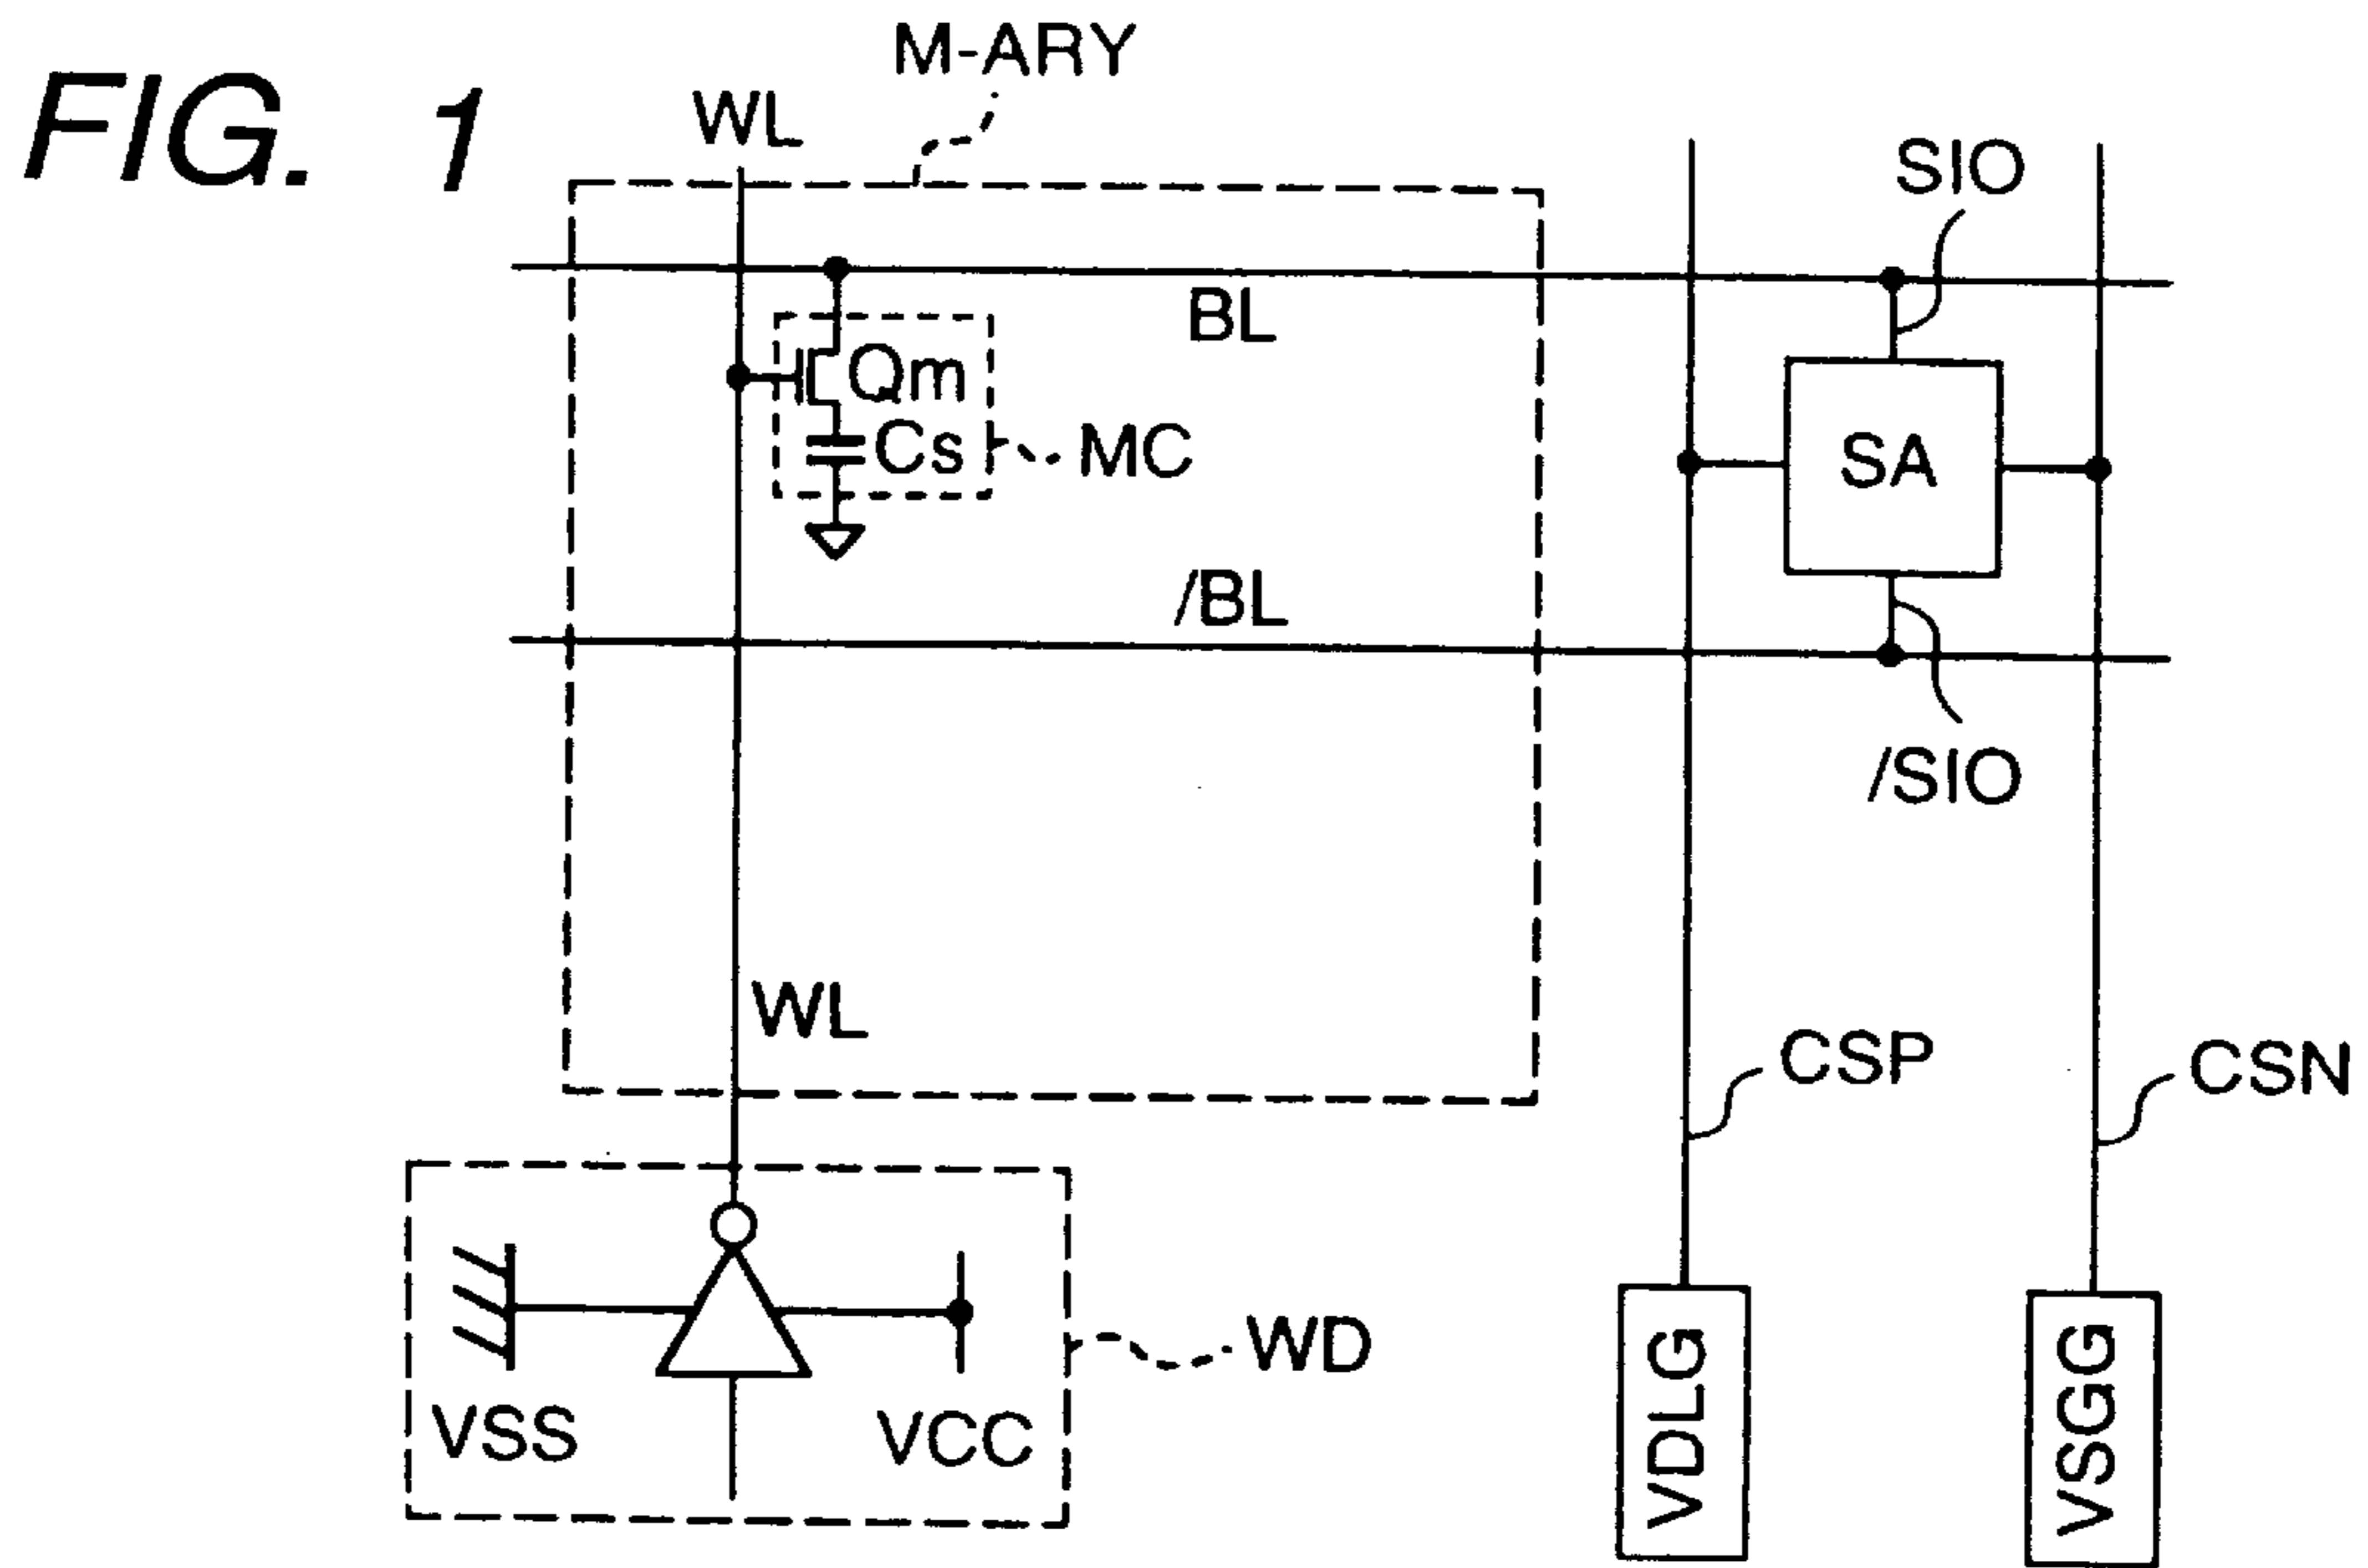 FIG. 1
M-ARY
WL
SIO
BL
Qm
Cs
MC
SA
/BL
/SIO
WL
CSP
CSN
WD
VSS
VCC
VDLG
VSGG